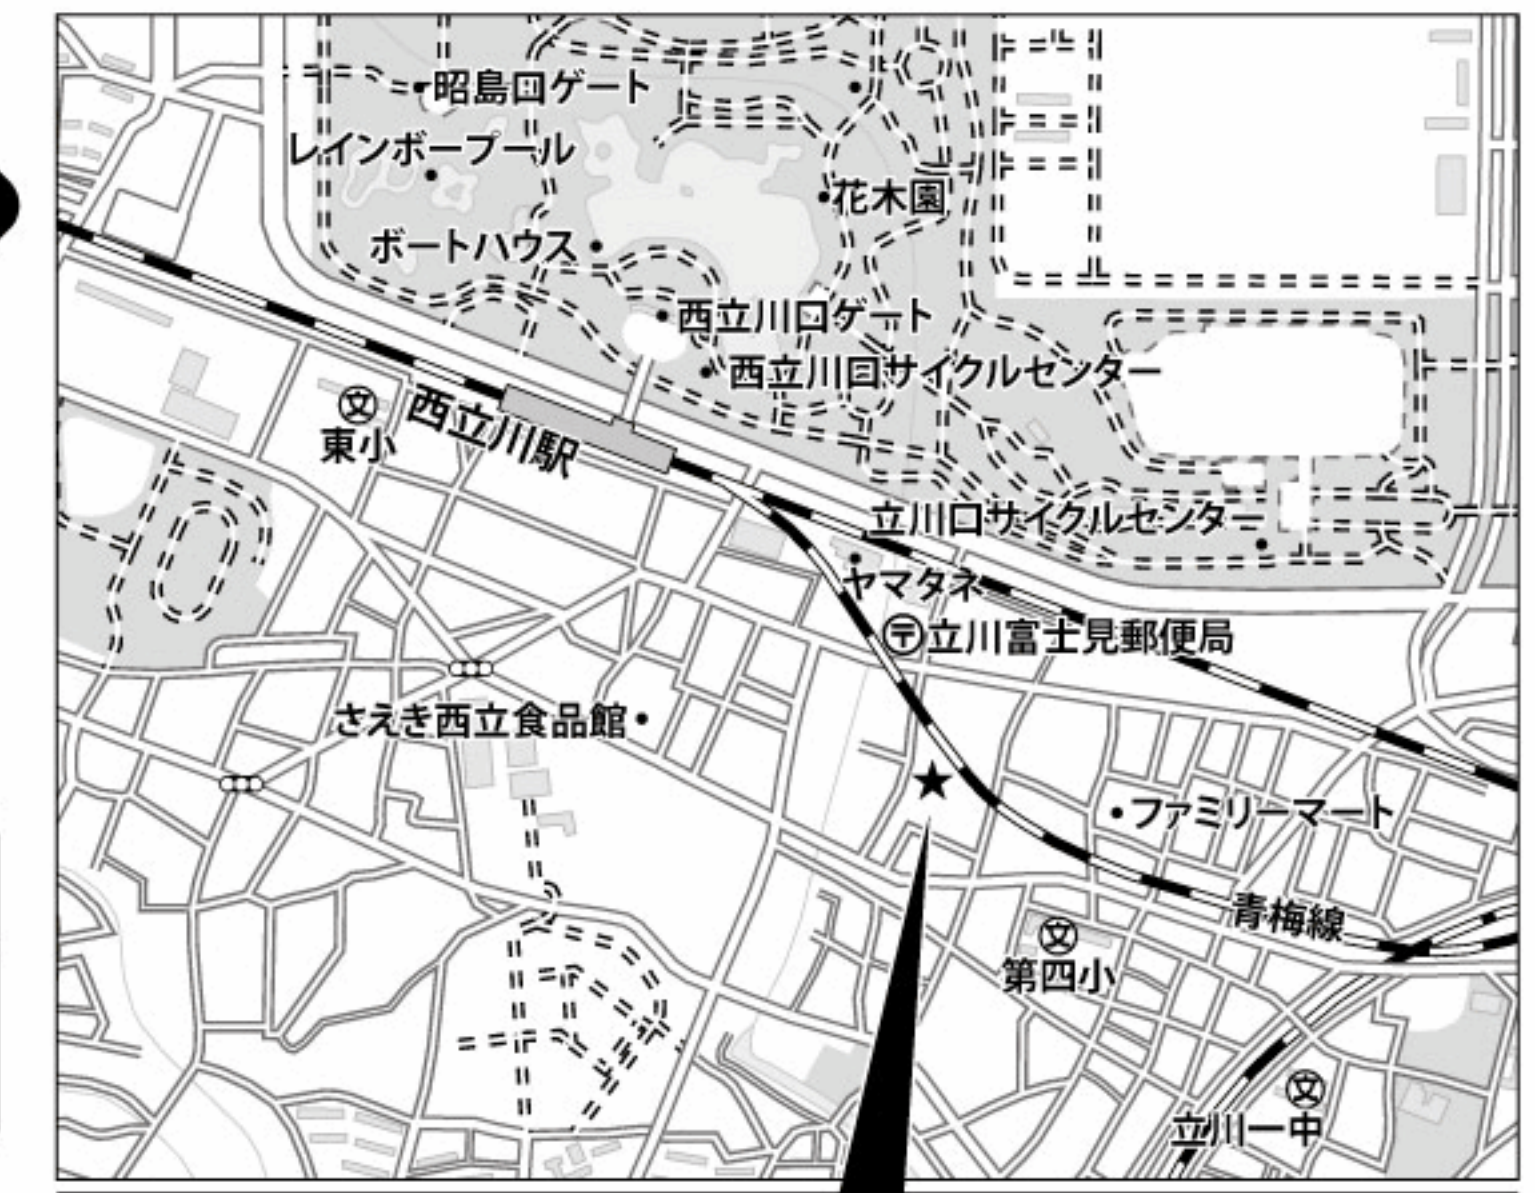 昭島口ゲート
レインボープール
花木園
ボートハウス
西立川口ゲート
西立川口サイクルセンター
文
東小
西立川駅
立川口サイクルセンター
ヤマタネ
〒立川富士見郵便局
さえき西立食品館
★
ファミリーマート
青梅線
文
第四小
文
立川一中